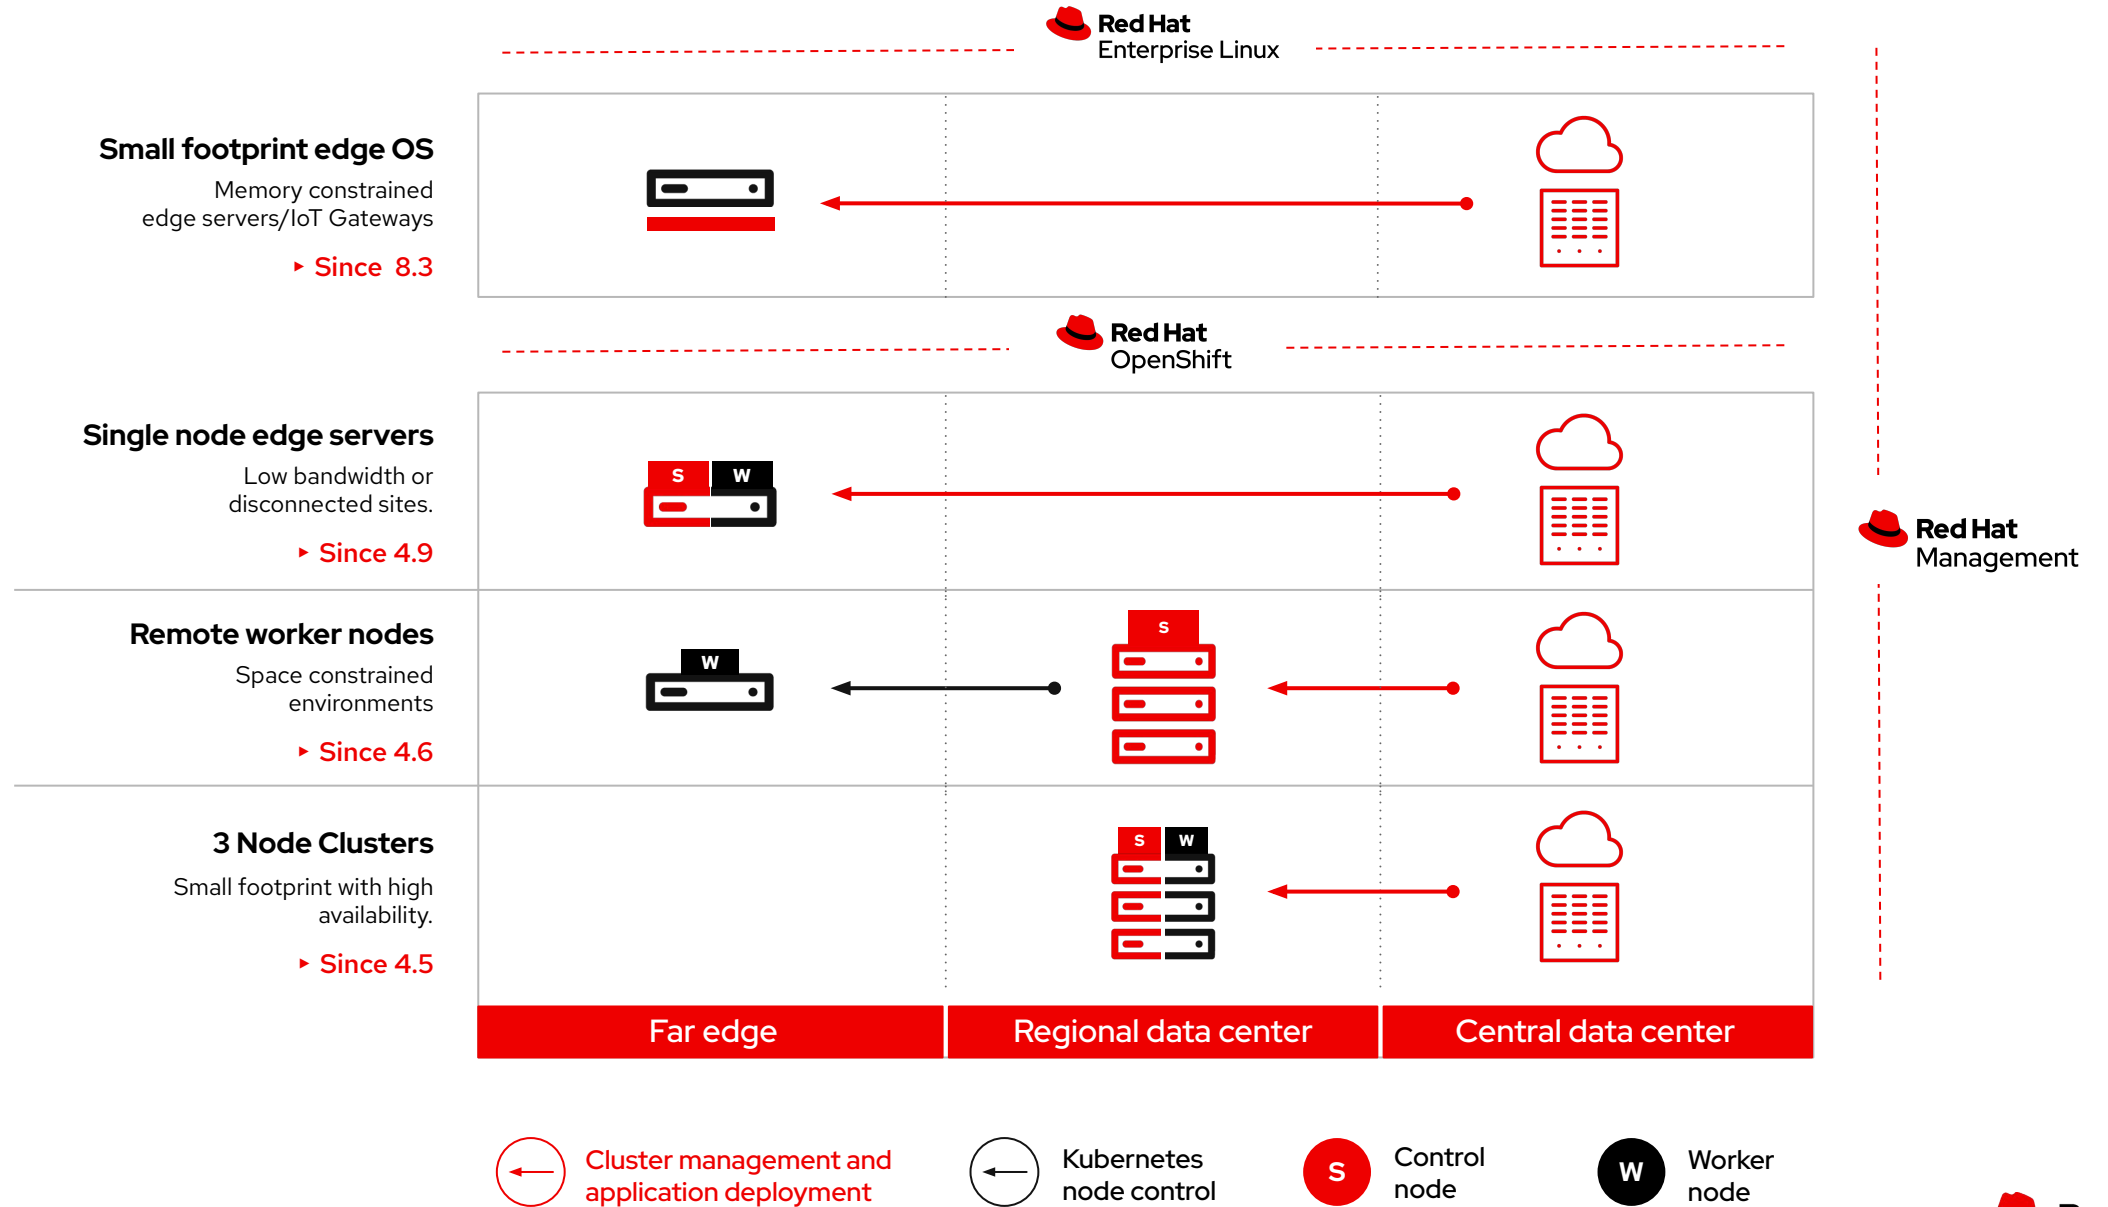 Red Hat
Enterprise Linux
Small footprint edge OS
Memory constrained
edge servers/IoT Gateways
▸ Since 8.3
Red Hat
OpenShift
Single node edge servers
Low bandwidth or
disconnected sites.
▸ Since 4.9
S W
Red Hat
Management
Remote worker nodes
Space constrained
environments
▸ Since 4.6
W
S
3 Node Clusters
Small footprint with high
availability.
▸ Since 4.5
S W
Far edge
Regional data center
Central data center
Cluster management and
application deployment
Kubernetes
node control
S
Control
node
W
Worker
node